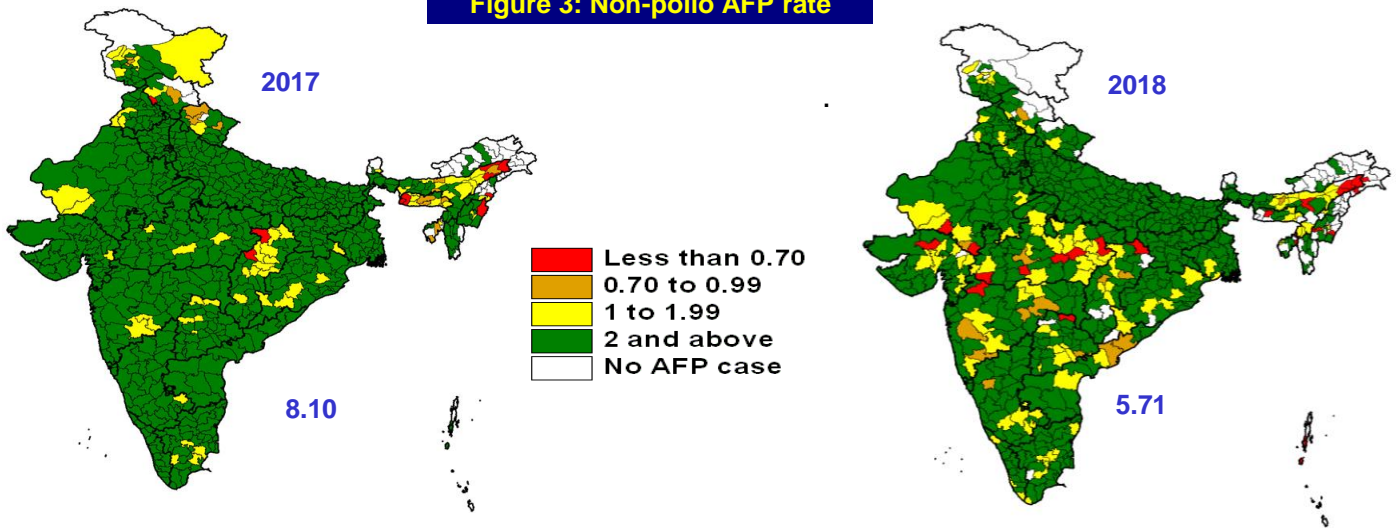 Figure 3: Non-polio AFP rate
2017
2018
Less than 0.70
0.70 to 0.99
1 to 1.99
2 and above
No AFP case
8.10
5.71